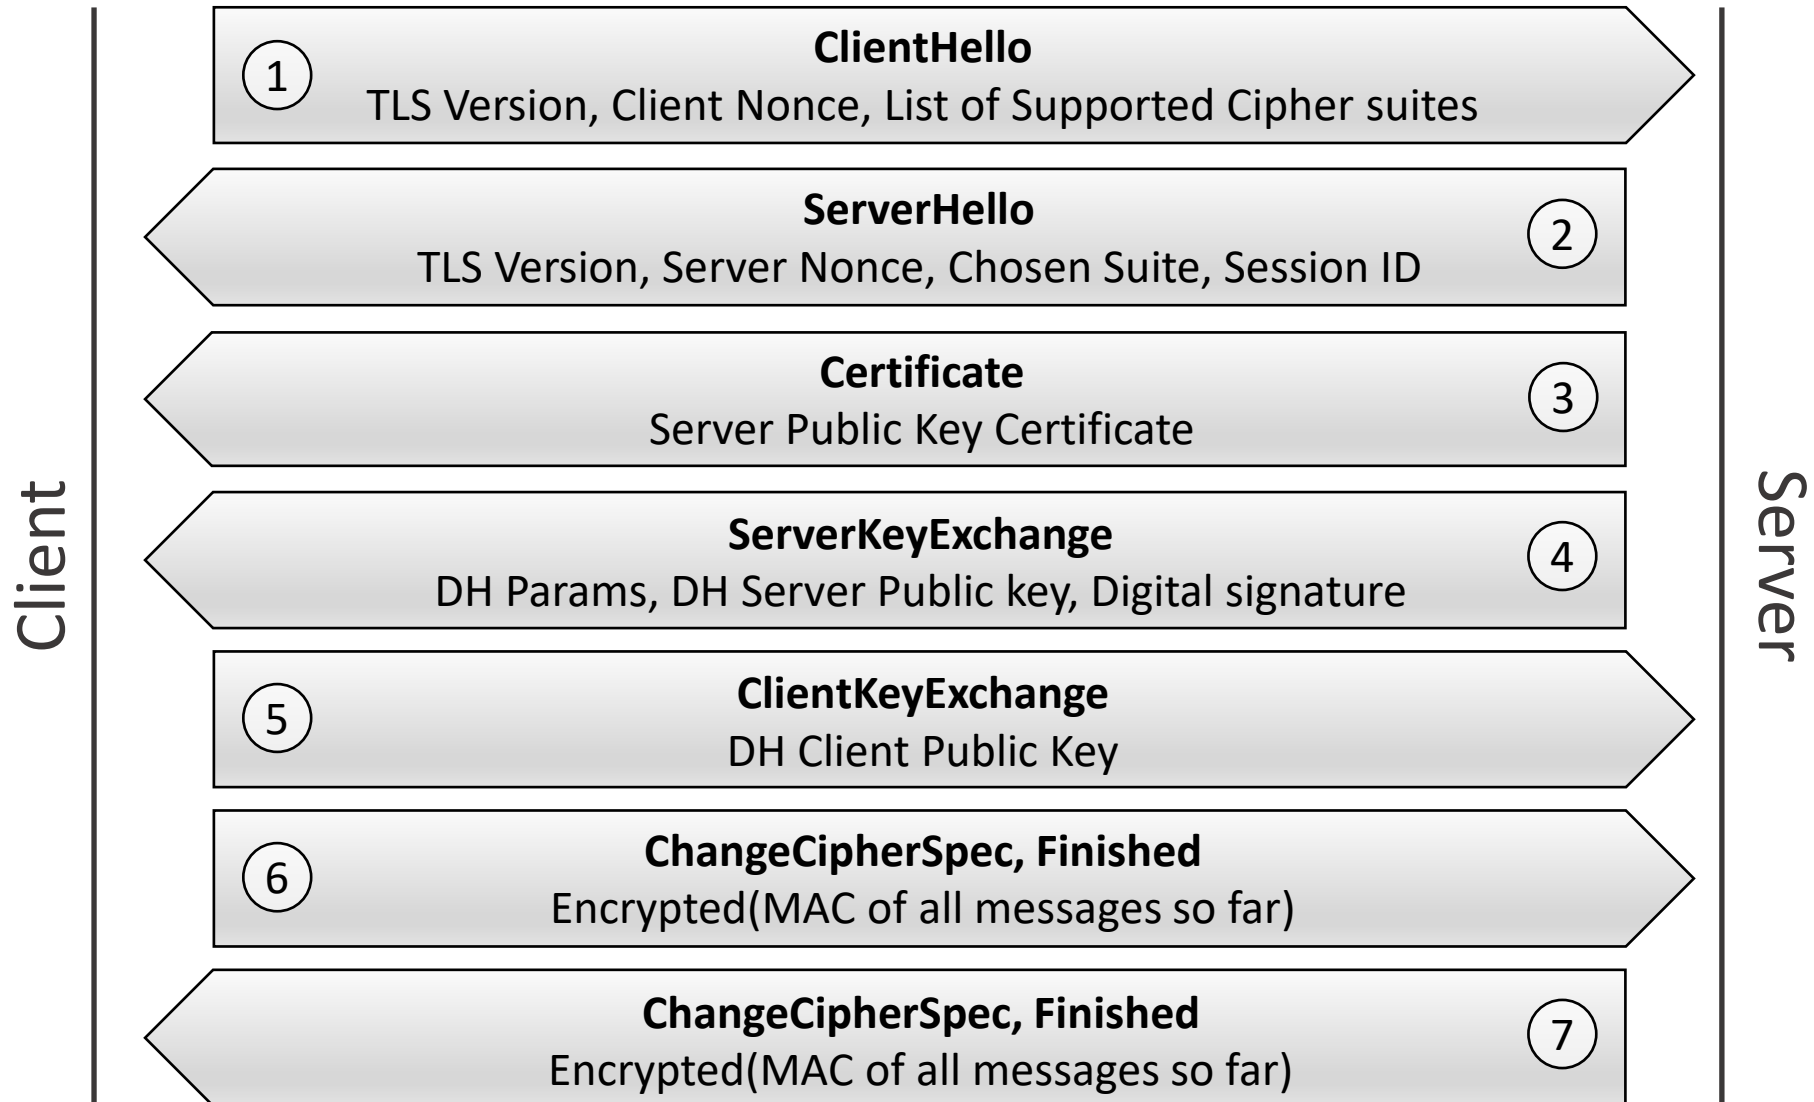 Client
1
ClientHello
TLS Version, Client Nonce, List of Supported Cipher suites
ServerHello
TLS Version, Server Nonce, Chosen Suite, Session ID
2
Certificate
Server Public Key Certificate
3
ServerKeyExchange
DH Params, DH Server Public key, Digital signature
4
5
ClientKeyExchange
DH Client Public Key
6
ChangeCipherSpec, Finished
Encrypted(MAC of all messages so far)
ChangeCipherSpec, Finished
Encrypted(MAC of all messages so far)
7
Server